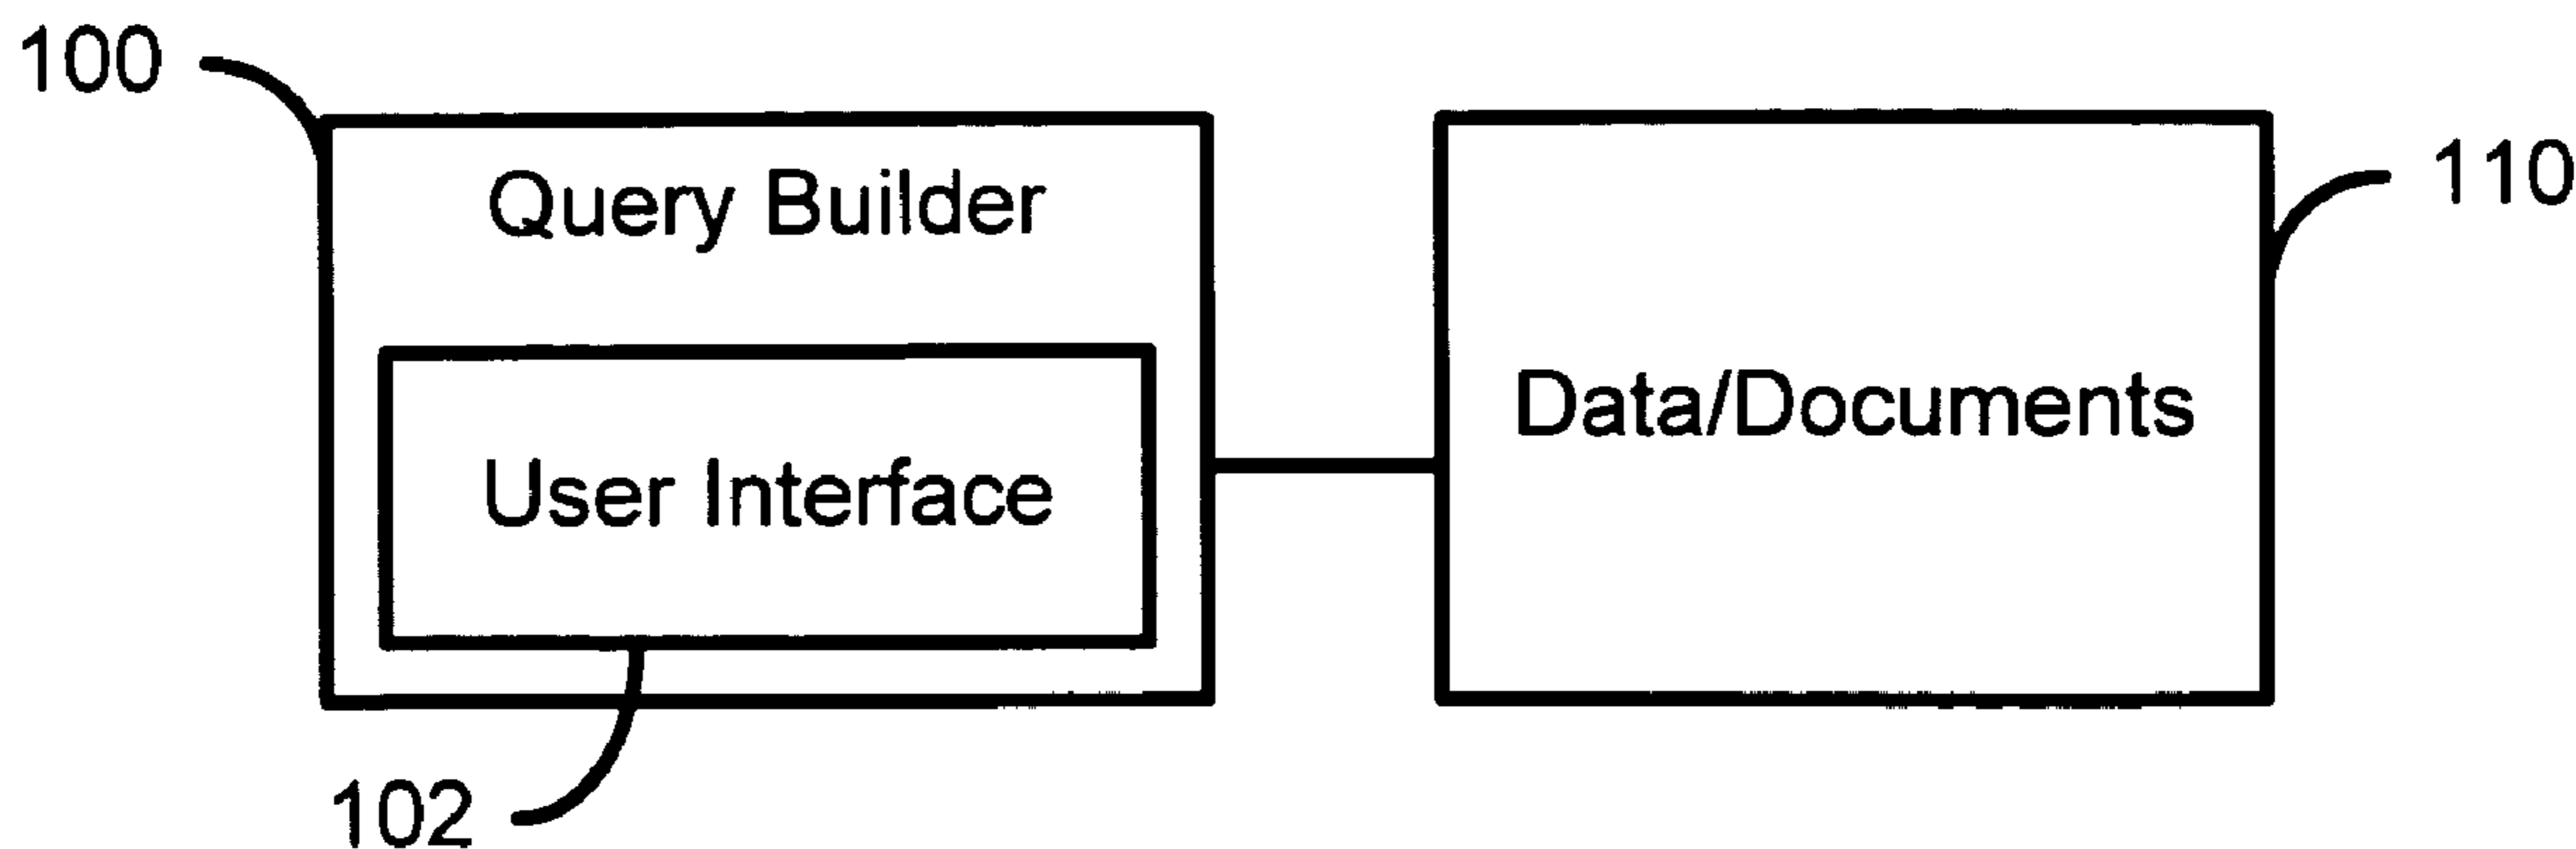 100
Query Builder
110
Data/Documents
User Interface
102